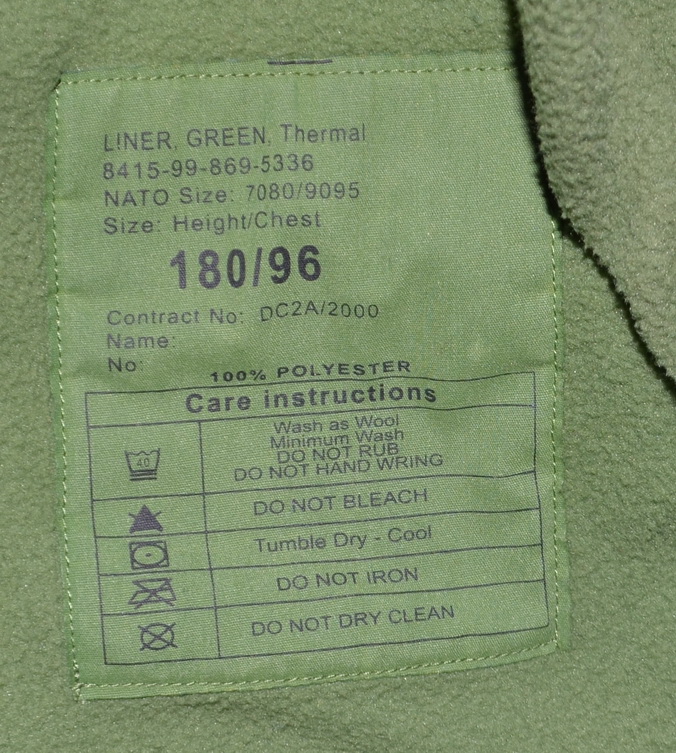 LINER, GREEN, Thermal
8415-99-869-5336
NATO Size: 7080/9095
Size: Height/Chest
180/96
Contract No: DC2A/2000
Name:
No:
100% POLYESTER
Care instructions
40
Wash as Wool
Minimum Wash
DO NOT RUB
DO NOT HAND WRING
DO NOT BLEACH
Tumble Dry - Cool
DO NOT IRON
DO NOT DRY CLEAN